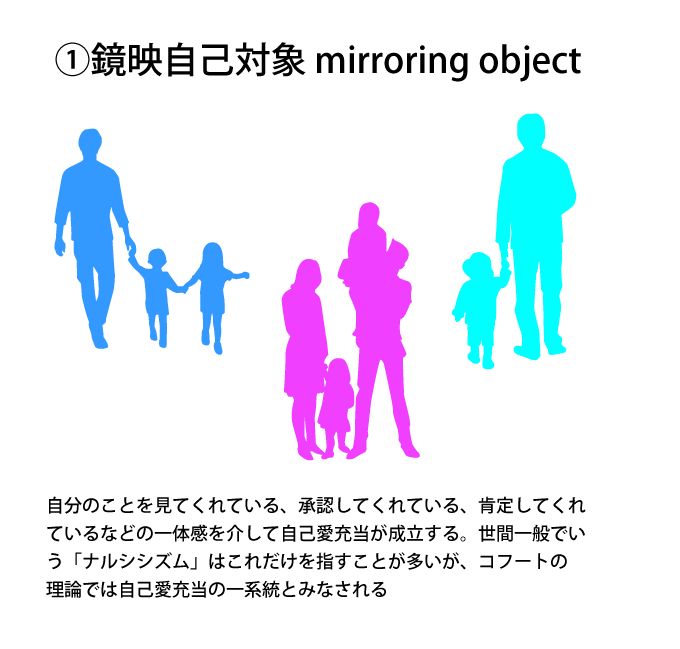 ①鏡映自己対象 mirroring object
自分のことを見てくれている、承認してくれている、肯定してくれ
ているなどの一体感を介して自己愛充当が成立する。世間一般でい
う「ナルシシズム」はこれだけを指すことが多いが、コフートの
理論では自己愛充当の一系統とみなされる